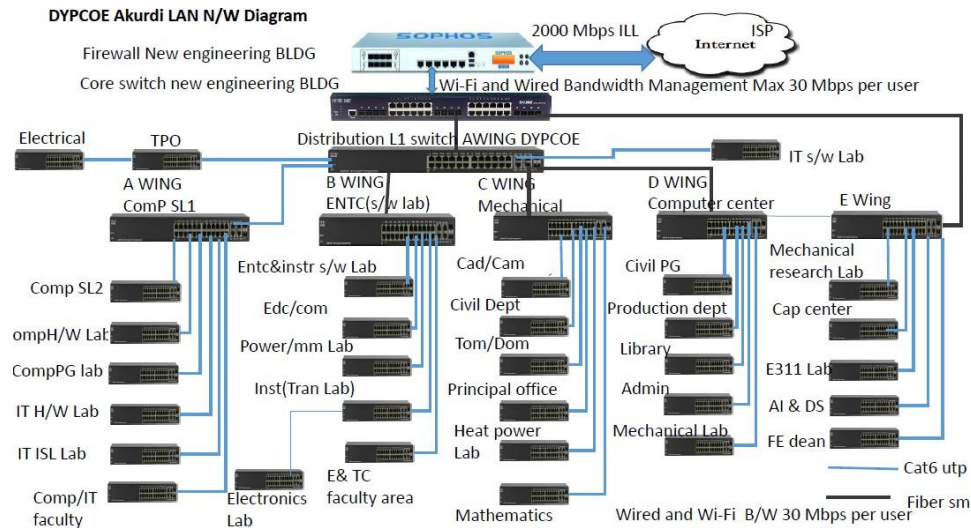 DYPCOE Akurdi LAN N/W Diagram
SOPHOS
SOPHOS
2000 Mbps ILL
ISP
Internet
Firewall New engineering BLDG
Core switch new engineering BLDG
Wi-Fi and Wired Bandwidth Management Max 30 Mbps per user
Electrical
TPO
Distribution L1 switch AWING DYPCOE
IT s/w Lab
A WING
ComP SL1
B WING
ENTC(s/w lab)
C WING
Mechanical
D WING
Computer center
E Wing
Comp SL2
ompH/W Lab
CompPG lab
IT H/W Lab
IT ISL Lab
Comp/IT
faculty
Entc&instr s/w Lab
Edc/com
Power/mm Lab
Inst(Tran Lab)
Electronics
Lab
E& TC
faculty area
Cad/Cam
Civil Dept
Tom/Dom
Principal office
Heat power
Lab
Mathematics
Civil PG
Production dept
Library
Admin
Mechanical Lab
Mechanical
research Lab
Cap center
E311 Lab
AI & DS
FE dean
Cat6 utp
Fiber sm
Wired and Wi-Fi B/W 30 Mbps per user